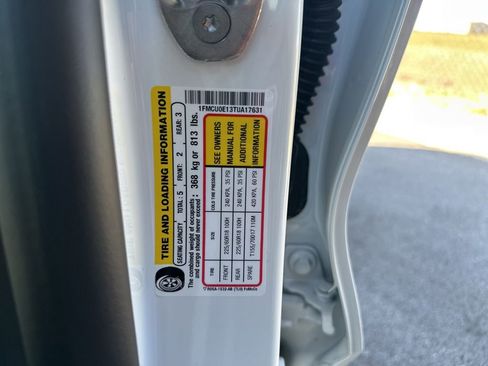 1FMCU0E13TUA17631
TIRE AND LOADING INFORMATION
SEATING CAPACITY TOTAL: 5 FRONT: 2 REAR: 3
The combined weight of occupants and cargo should never exceed : 368 kg or 813 lbs.
TIRE SIZE COLD TIRE PRESSURE
FRONT 225/60R18 100H 240 KPA, 35 PSI
REAR 225/60R18 100H 240 KPA, 35 PSI
SPARE T155/70D17 110M 420 KPA, 60 PSI
SEE OWNERS
MANUAL FOR
ADDITIONAL
INFORMATION